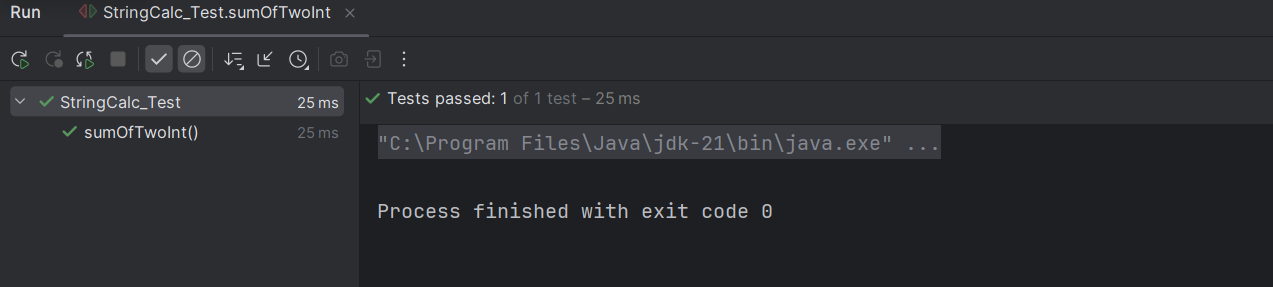 Run StringCalc_Test.sumOfTwoInt
StringCalc_Test 25 ms
sumOfTwoInt() 25 ms
Tests passed: 1 of 1 test – 25 ms
"C:\Program Files\Java\jdk-21\bin\java.exe" ...
Process finished with exit code 0